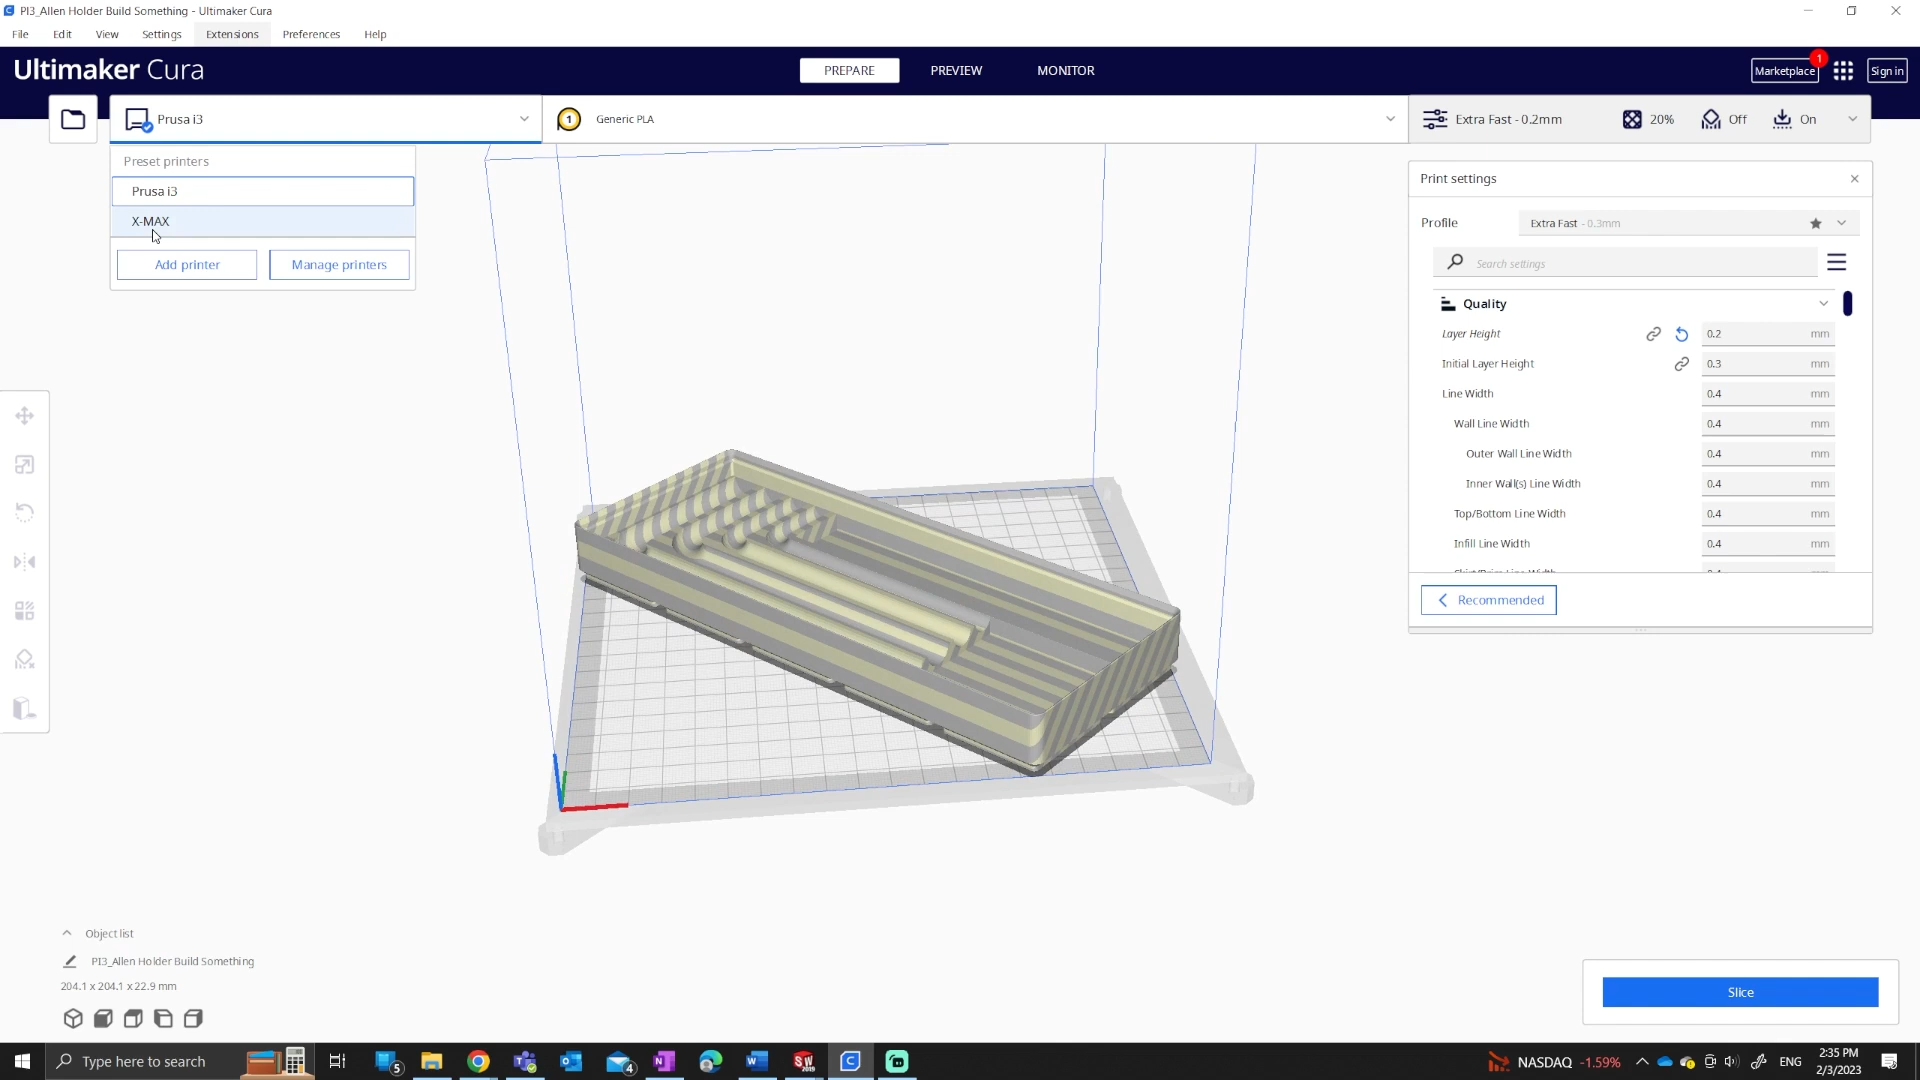 PI3_Allen Holder Build Something - Ultimaker Cura
File Edit View Settings Extensions Preferences Help
Ultimaker Cura
PREPARE PREVIEW MONITOR
Marketplace 1 Sign in
Prusa i3
1 Generic PLA
Extra Fast - 0.2mm 20% Off On
Preset printers
Prusa i3
X-MAX
Add printer Manage printers
Print settings
Profile Extra Fast - 0.3mm
Search settings
Quality
Layer Height 0.2 mm
Initial Layer Height 0.3 mm
Line Width 0.4 mm
Wall Line Width 0.4 mm
Outer Wall Line Width 0.4 mm
Inner Wall(s) Line Width 0.4 mm
Top/Bottom Line Width 0.4 mm
Infill Line Width 0.4 mm
Recommended
Object list
PI3_Allen Holder Build Something
204.1 x 204.1 x 22.9 mm
Slice
Type here to search
5
4
2019
NASDAQ -1.59%
ENG
2:35 PM
2/3/2023